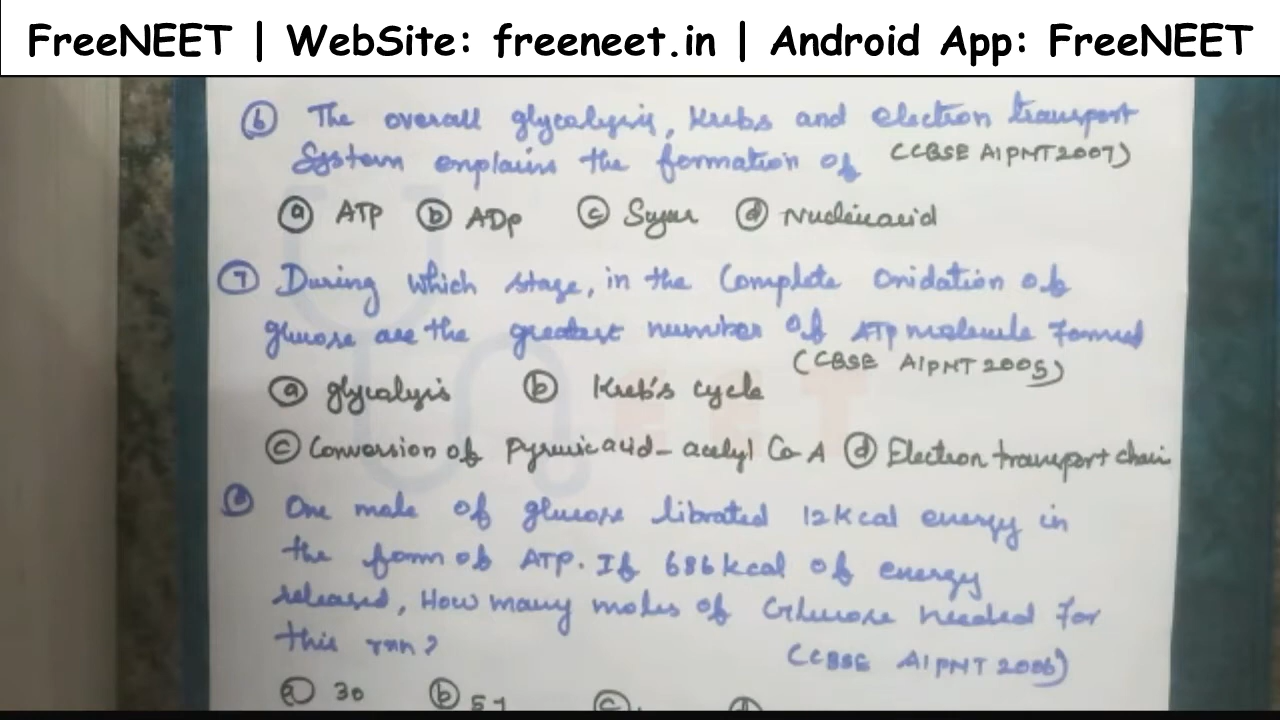 FreeNEET | WebSite: freeneet.in | Android App: FreeNEET
⑥ The overall glycolysis, Krebs and electron transport
System explains the formation of (CBSE AIPMT 2007)
ⓐ ATP ⓑ ADP ⓒ Sugar ⓓ Nucleic acid
⑦ During which stage, in the Complete Oxidation of
glucose are the greatest number of ATP molecule Formed
(CBSE AIPMT 2005)
ⓐ glycolysis ⓑ Kreb's cycle
ⓒ Conversion of Pyruvic acid - acetyl Co-A ⓓ Electron transport chain
⑧ One mole of glucose librated 12 Kcal energy in
the form of ATP. If 686 kcal of energy
released, How many moles of Glucose needed For
this rxn?
(CBSE AIPMT 2006)
ⓐ 30 ⓑ ⓒ ⓓ